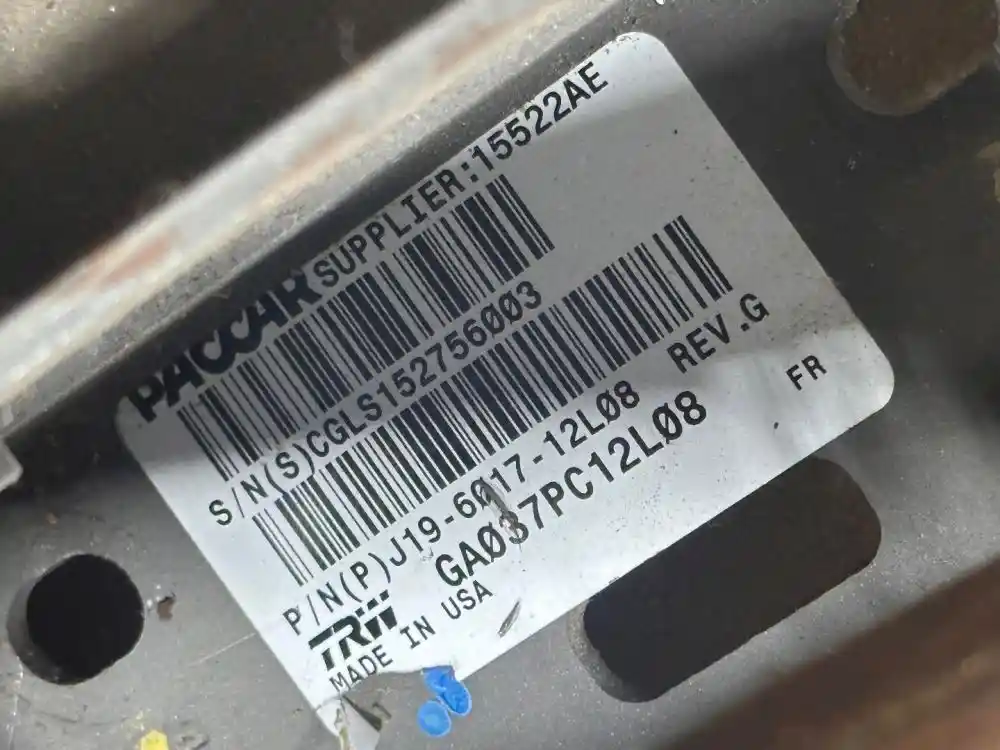 PACCAR SUPPLIER:15522AE
S/N(S)CGLS152756003
P/N(P)J19-6017-12L08 REV.G
GA037PC12L08 FR
TRW
MADE IN USA